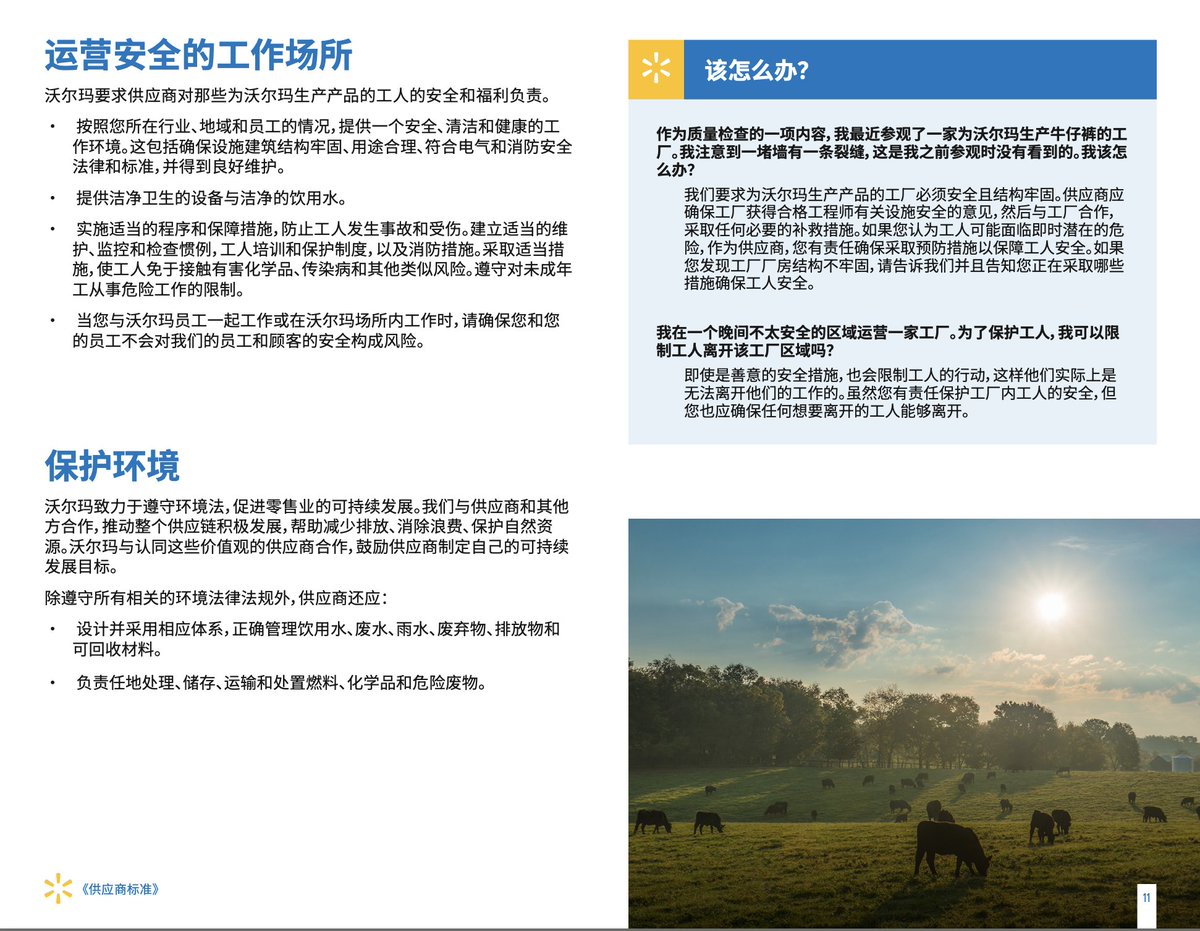 运营安全的工作场所
沃尔玛要求供应商对那些为沃尔玛生产产品的工人的安全和福利负责。
• 按照您所在行业、地域和员工的情况，提供一个安全、清洁和健康的工
作环境。这包括确保设施建筑结构牢固、用途合理、符合电气和消防安全
法律和标准，并得到良好维护。
• 提供洁净卫生的设备与洁净的饮用水。
• 实施适当的程序和保障措施，防止工人发生事故和受伤。建立适当的维
护、监控和检查惯例，工人培训和保护制度，以及消防措施。采取适当措
施，使工人免于接触有害化学品、传染病和其他类似风险。遵守对未成年
工从事危险工作的限制。
• 当您与沃尔玛员工一起工作或在沃尔玛场所内工作时，请确保您和您
的员工不会对我们的员工和顾客的安全构成风险。
保护环境
沃尔玛致力于遵守环境法，促进零售业的可持续发展。我们与供应商和其他
方合作，推动整个供应链积极发展，帮助减少排放、消除浪费、保护自然资
源。沃尔玛与认同这些价值观的供应商合作，鼓励供应商制定自己的可持续
发展目标。
除遵守所有相关的环境法律法规外，供应商还应：
• 设计并采用相应体系，正确管理饮用水、废水、雨水、废弃物、排放物和
可回收材料。
• 负责任地处理、储存、运输和处置燃料、化学品和危险废物。
该怎么办?
作为质量检查的一项内容，我最近参观了一家为沃尔玛生产牛仔裤的工
厂。我注意到一堵墙有一条裂缝，这是我之前参观时没有看到的。我该怎
么办?
我们要求为沃尔玛生产产品的工厂必须安全且结构牢固。供应商应
确保工厂获得合格工程师有关设施安全的意见，然后与工厂合作，
采取任何必要的补救措施。如果您认为工人可能面临即时潜在的危
险，作为供应商，您有责任确保采取预防措施以保障工人安全。如果
您发现工厂厂房结构不牢固，请告诉我们并且告知您正在采取哪些
措施确保工人安全。
我在一个晚间不太安全的区域运营一家工厂。为了保护工人，我可以限
制工人离开该工厂区域吗?
即使是善意的安全措施，也会限制工人的行动，这样他们实际上是
无法离开他们的工作的。虽然您有责任保护工厂内工人的安全，但
您也应确保任何想要离开的工人能够离开。
《供应商标准》
11